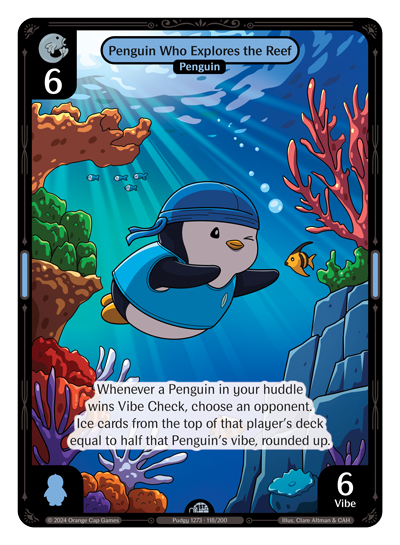 Penguin Who Explores the Reef
Penguin
6
Whenever a Penguin in your huddle
wins Vibe Check, choose an opponent.
Ice cards from the top of that player's deck
equal to half that Penguin's vibe, rounded up.
6
Vibe
© 2024 Orange Cap Games
Pudgy 1273 · 118/200
Illus. Clare Altman & CAH